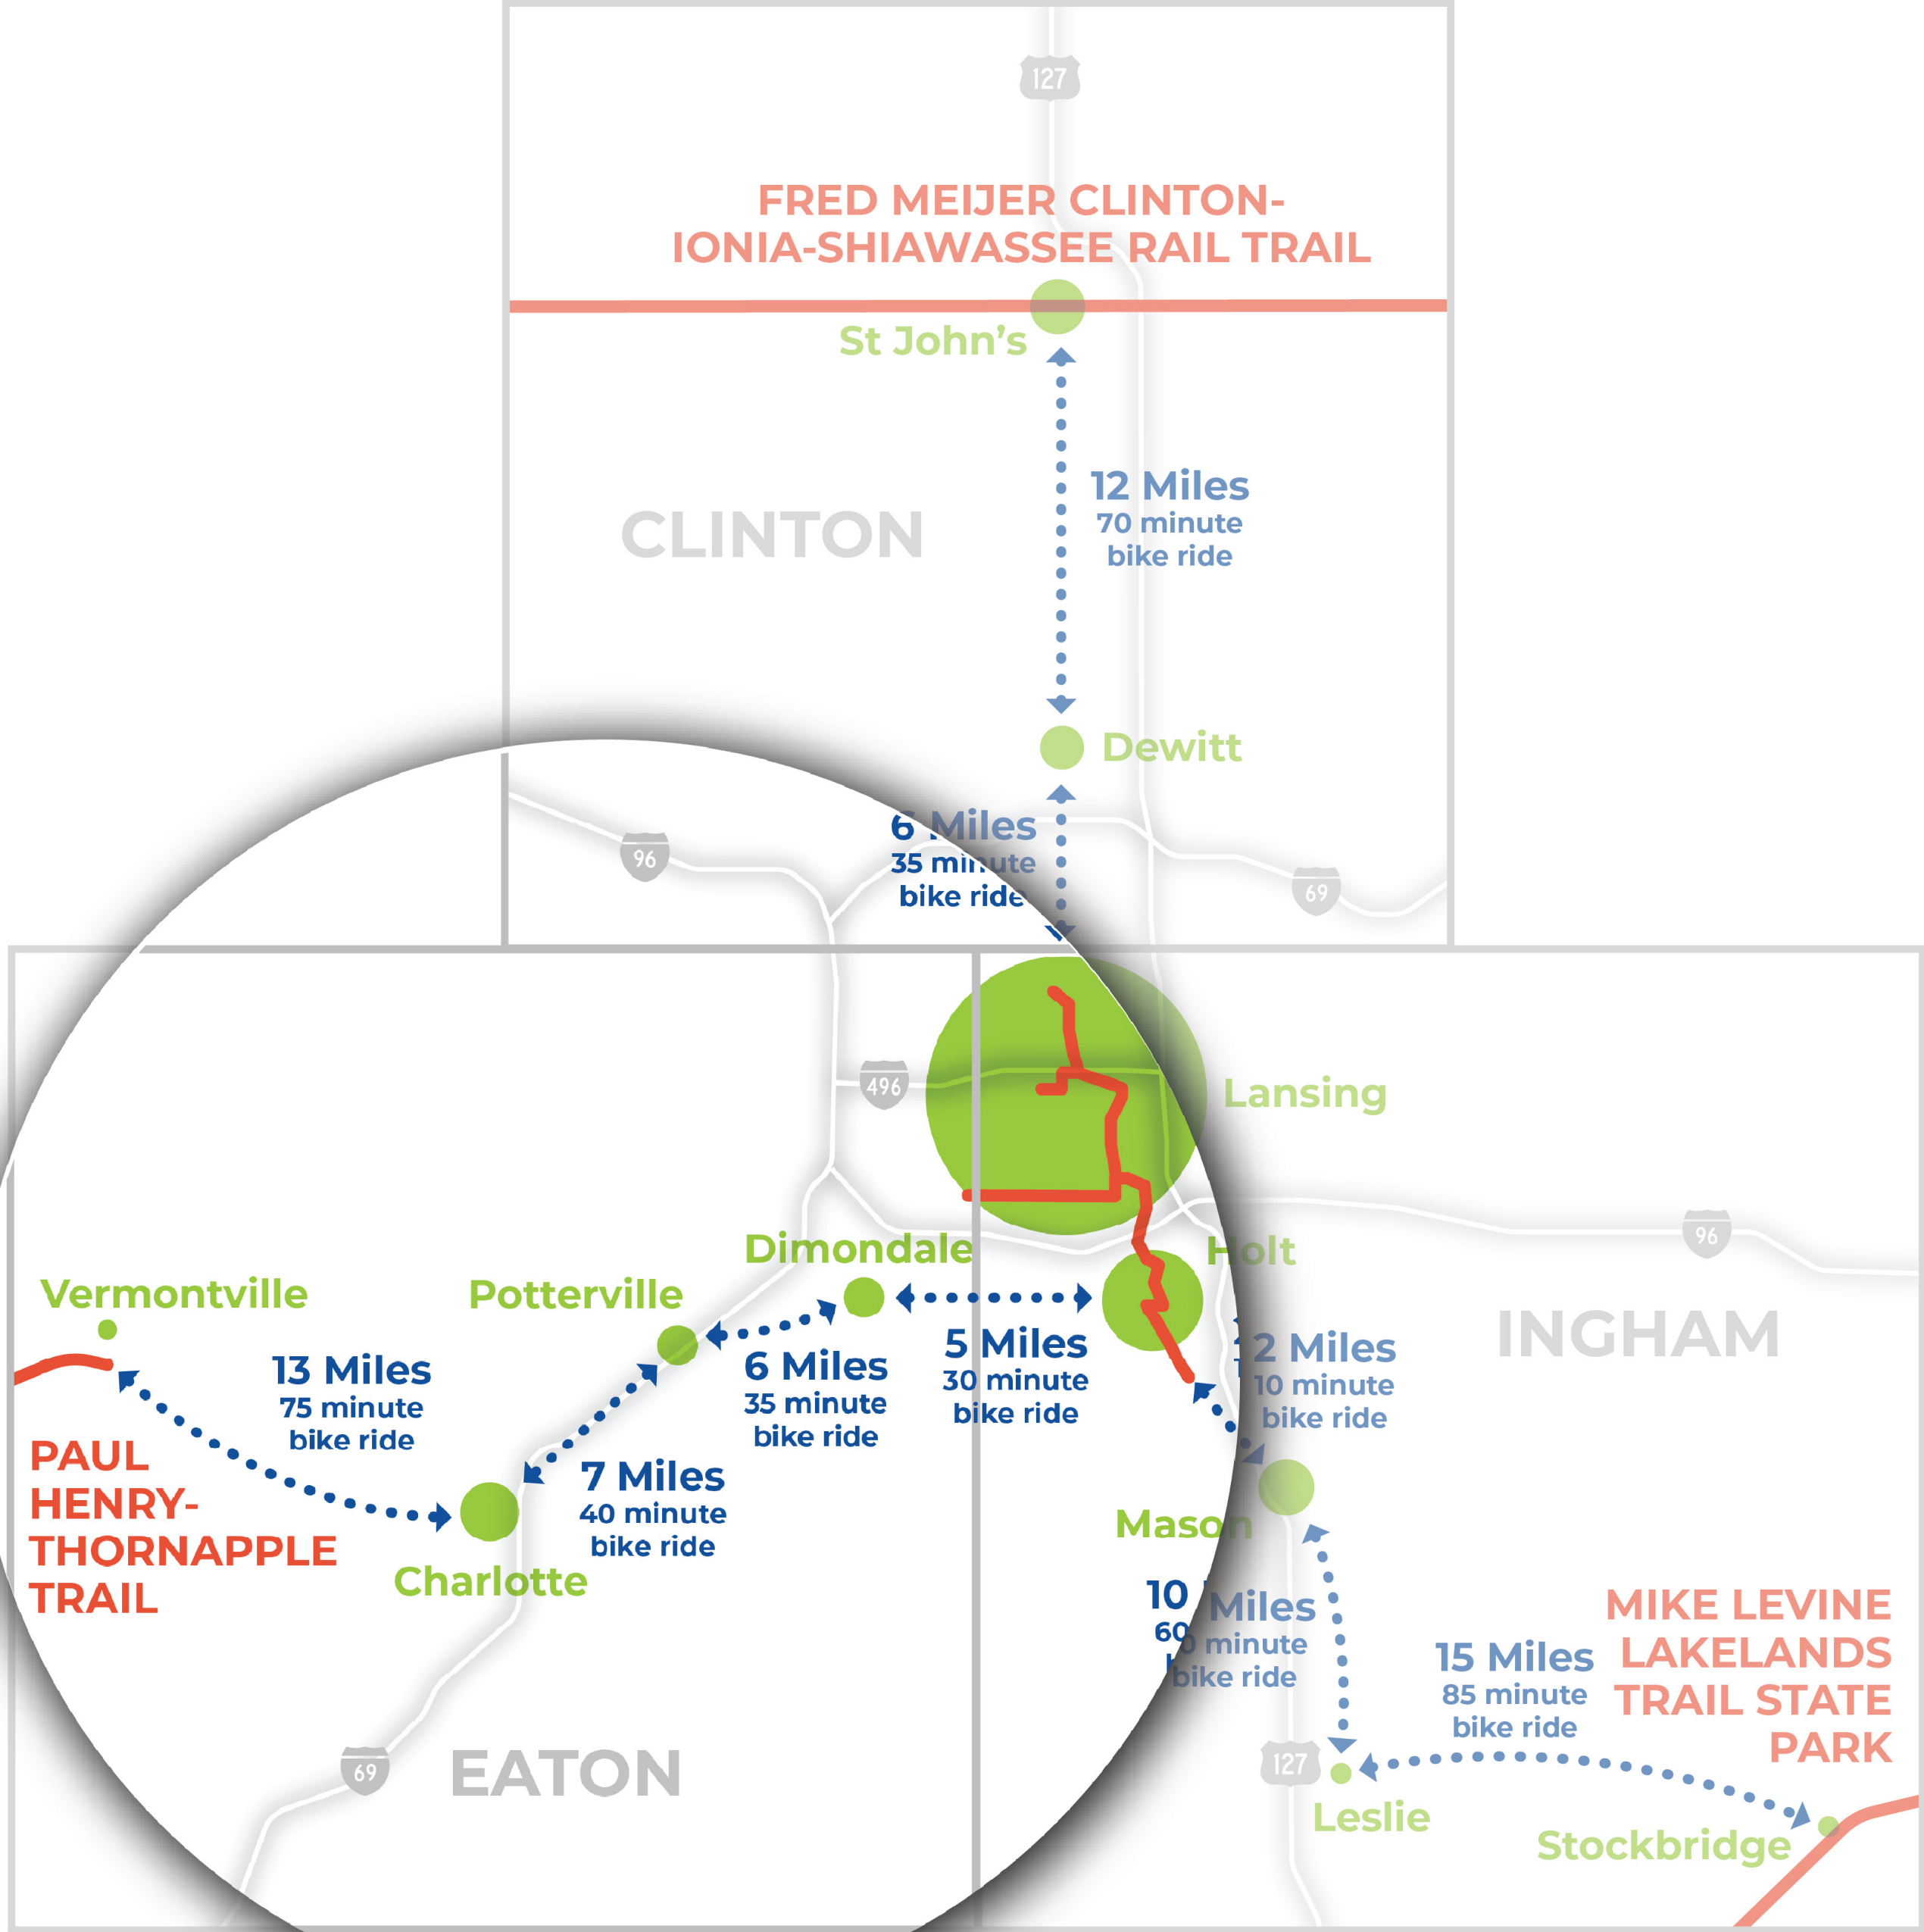 127
FRED MEIJER CLINTON-
IONIA-SHIAWASSEE RAIL TRAIL
St John’s
12 Miles
70 minute
bike ride
CLINTON
Dewitt
6 Miles
35 minute
bike ride
96
69
496
Lansing
96
Holt
Dimondale
Vermontville
Potterville
INGHAM
13 Miles
75 minute
bike ride
6 Miles
35 minute
bike ride
5 Miles
30 minute
bike ride
2 Miles
10 minute
bike ride
PAUL
HENRY-
THORNAPPLE
TRAIL
7 Miles
40 minute
bike ride
Charlotte
Mason
10 Miles
60 minute
bike ride
MIKE LEVINE
LAKELANDS
TRAIL STATE
PARK
15 Miles
85 minute
bike ride
EATON
69
127
Leslie
Stockbridge